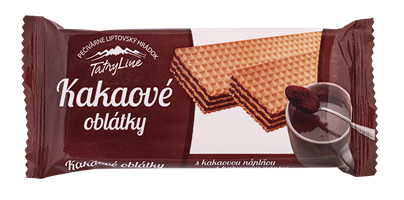 PEČIVÁRNE LIPTOVSKÝ HRÁDOK
TatryLine
Kakaové
oblátky
Kakaové oblátky
s kakaovou náplňou